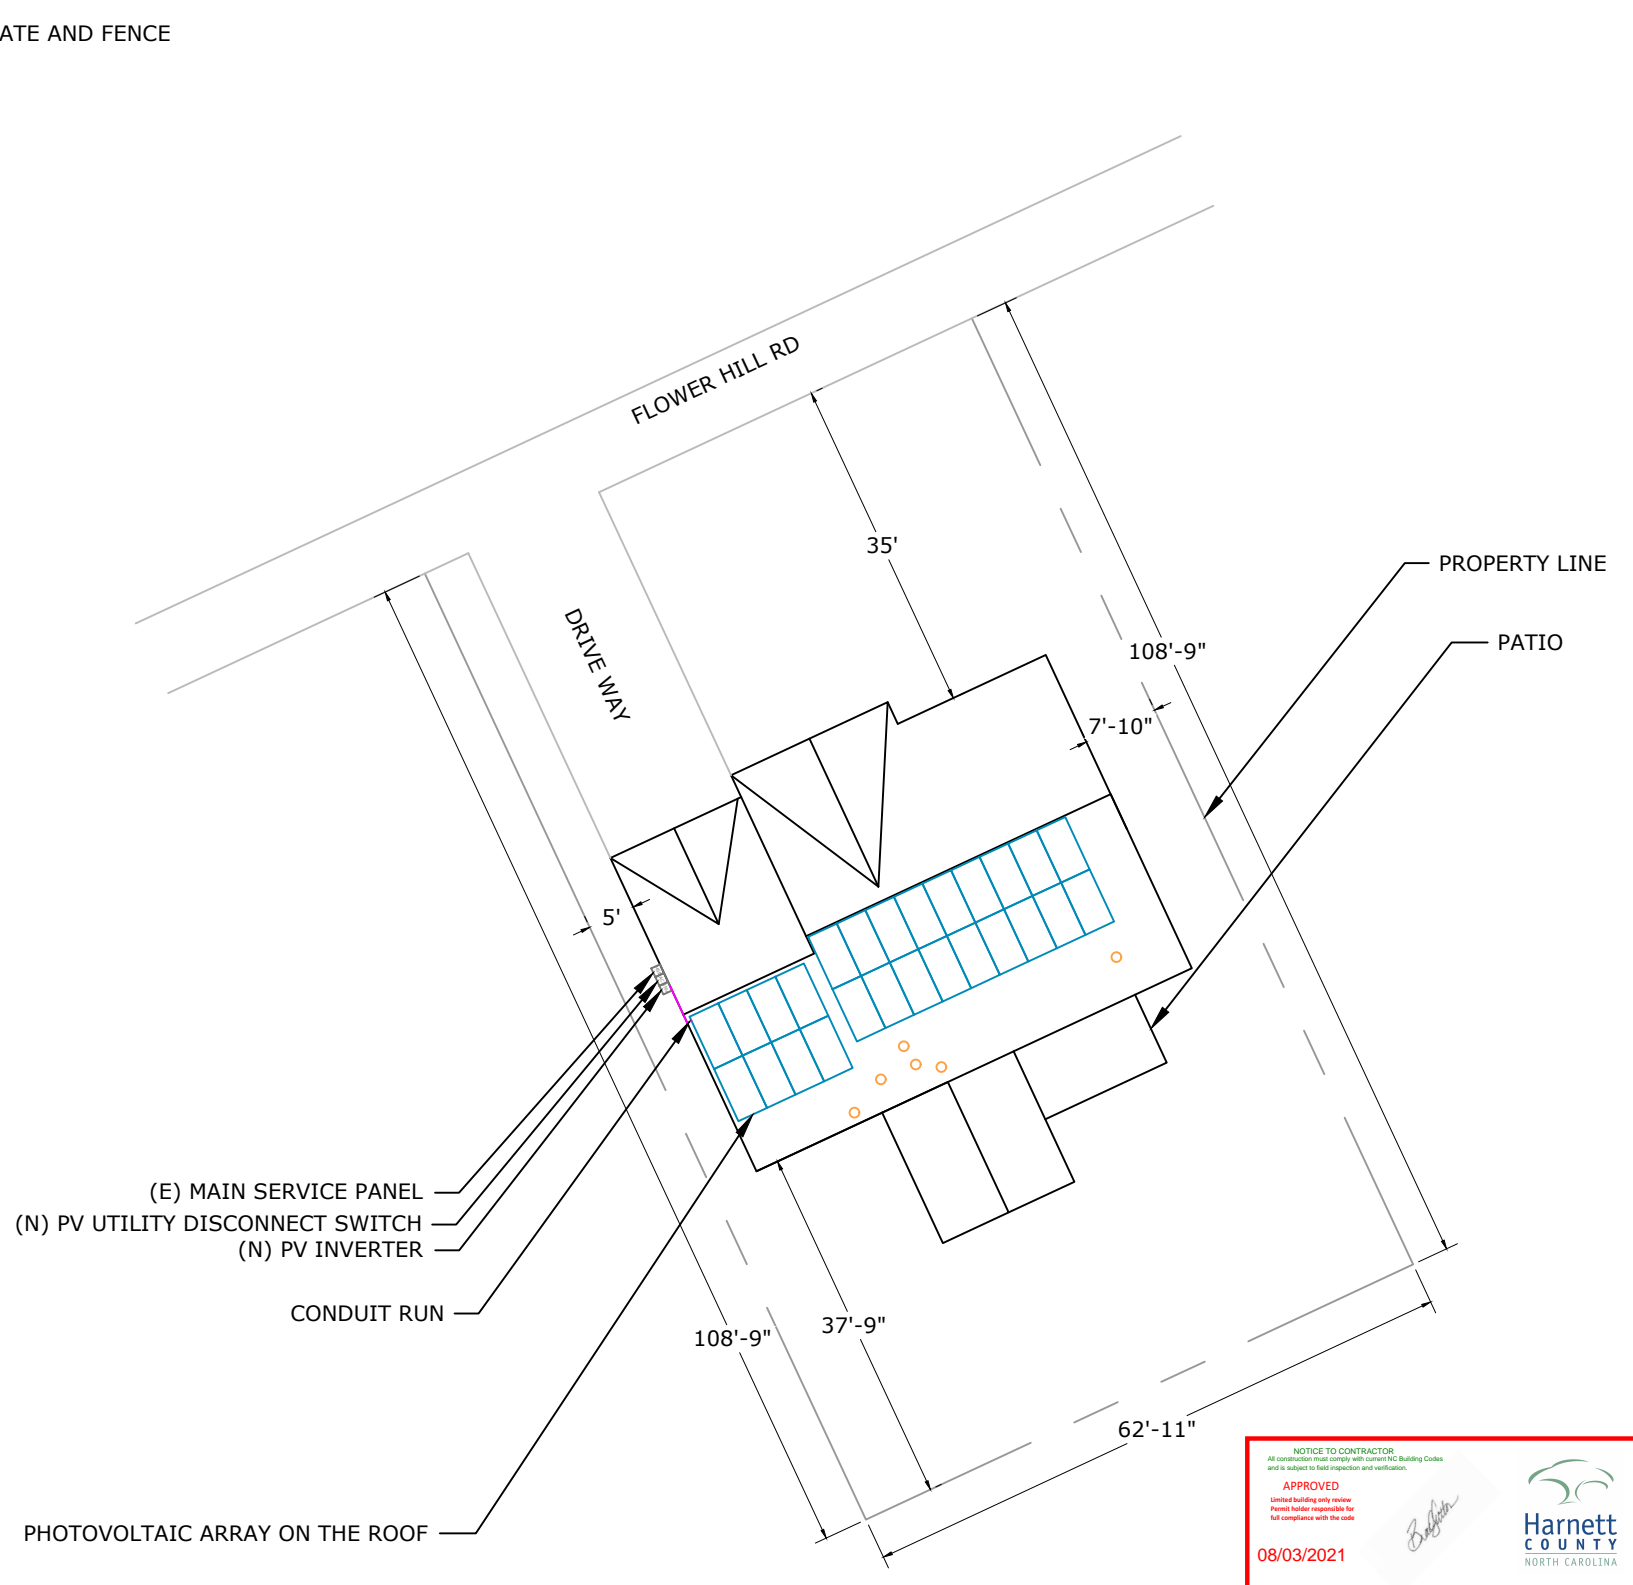 ATE AND FENCE
FLOWER HILL RD
35'
DRIVE WAY
PROPERTY LINE
108'-9"
PATIO
7'-10"
5'
(E) MAIN SERVICE PANEL
(N) PV UTILITY DISCONNECT SWITCH
(N) PV INVERTER
CONDUIT RUN
108'-9"
37'-9"
62'-11"
PHOTOVOLTAIC ARRAY ON THE ROOF
NOTICE TO CONTRACTOR
All construction must comply with current NC Building Codes
and is subject to field inspection and verification.
APPROVED
Limited building only review
Permit holder responsible for
full compliance with the code
08/03/2021
Harnett
COUNTY
NORTH CAROLINA